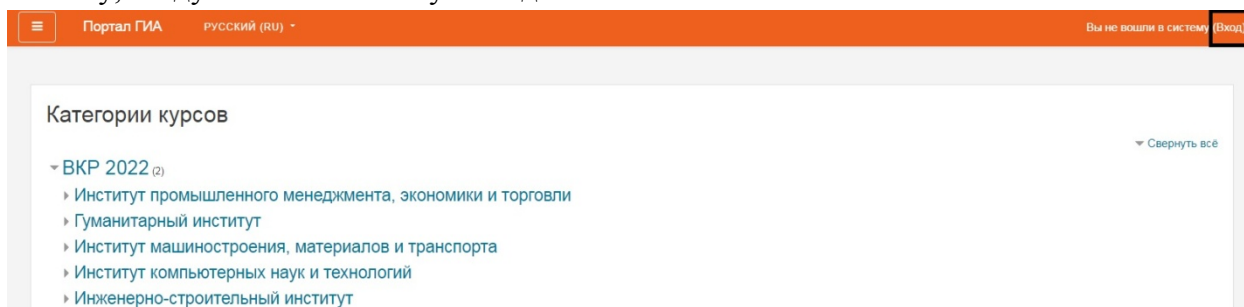 Портал ГИА РУССКИЙ (RU) Вы не вошли в систему (Вход)
Категории курсов
Свернуть всё
ВКР 2022 (2)
Институт промышленного менеджмента, экономики и торговли
Гуманитарный институт
Институт машиностроения, материалов и транспорта
Институт компьютерных наук и технологий
Инженерно-строительный институт